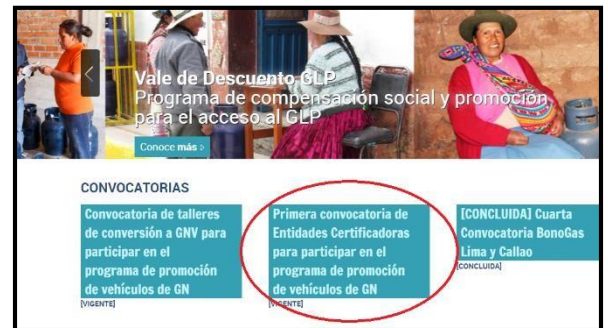 Vale de Descuento GLP
Programa de compensación social y promoción
para el acceso al GLP
Conoce más >
CONVOCATORIAS
Convocatoria de talleres
de conversión a GNV para
participar en el
programa de promoción
de vehículos de GN
[VIGENTE]
Primera convocatoria de
Entidades Certificadoras
para participar en el
programa de promoción
de vehículos de GN
[VIGENTE]
[CONCLUIDA] Cuarta
Convocatoria BonoGas
Lima y Callao
[CONCLUIDA]